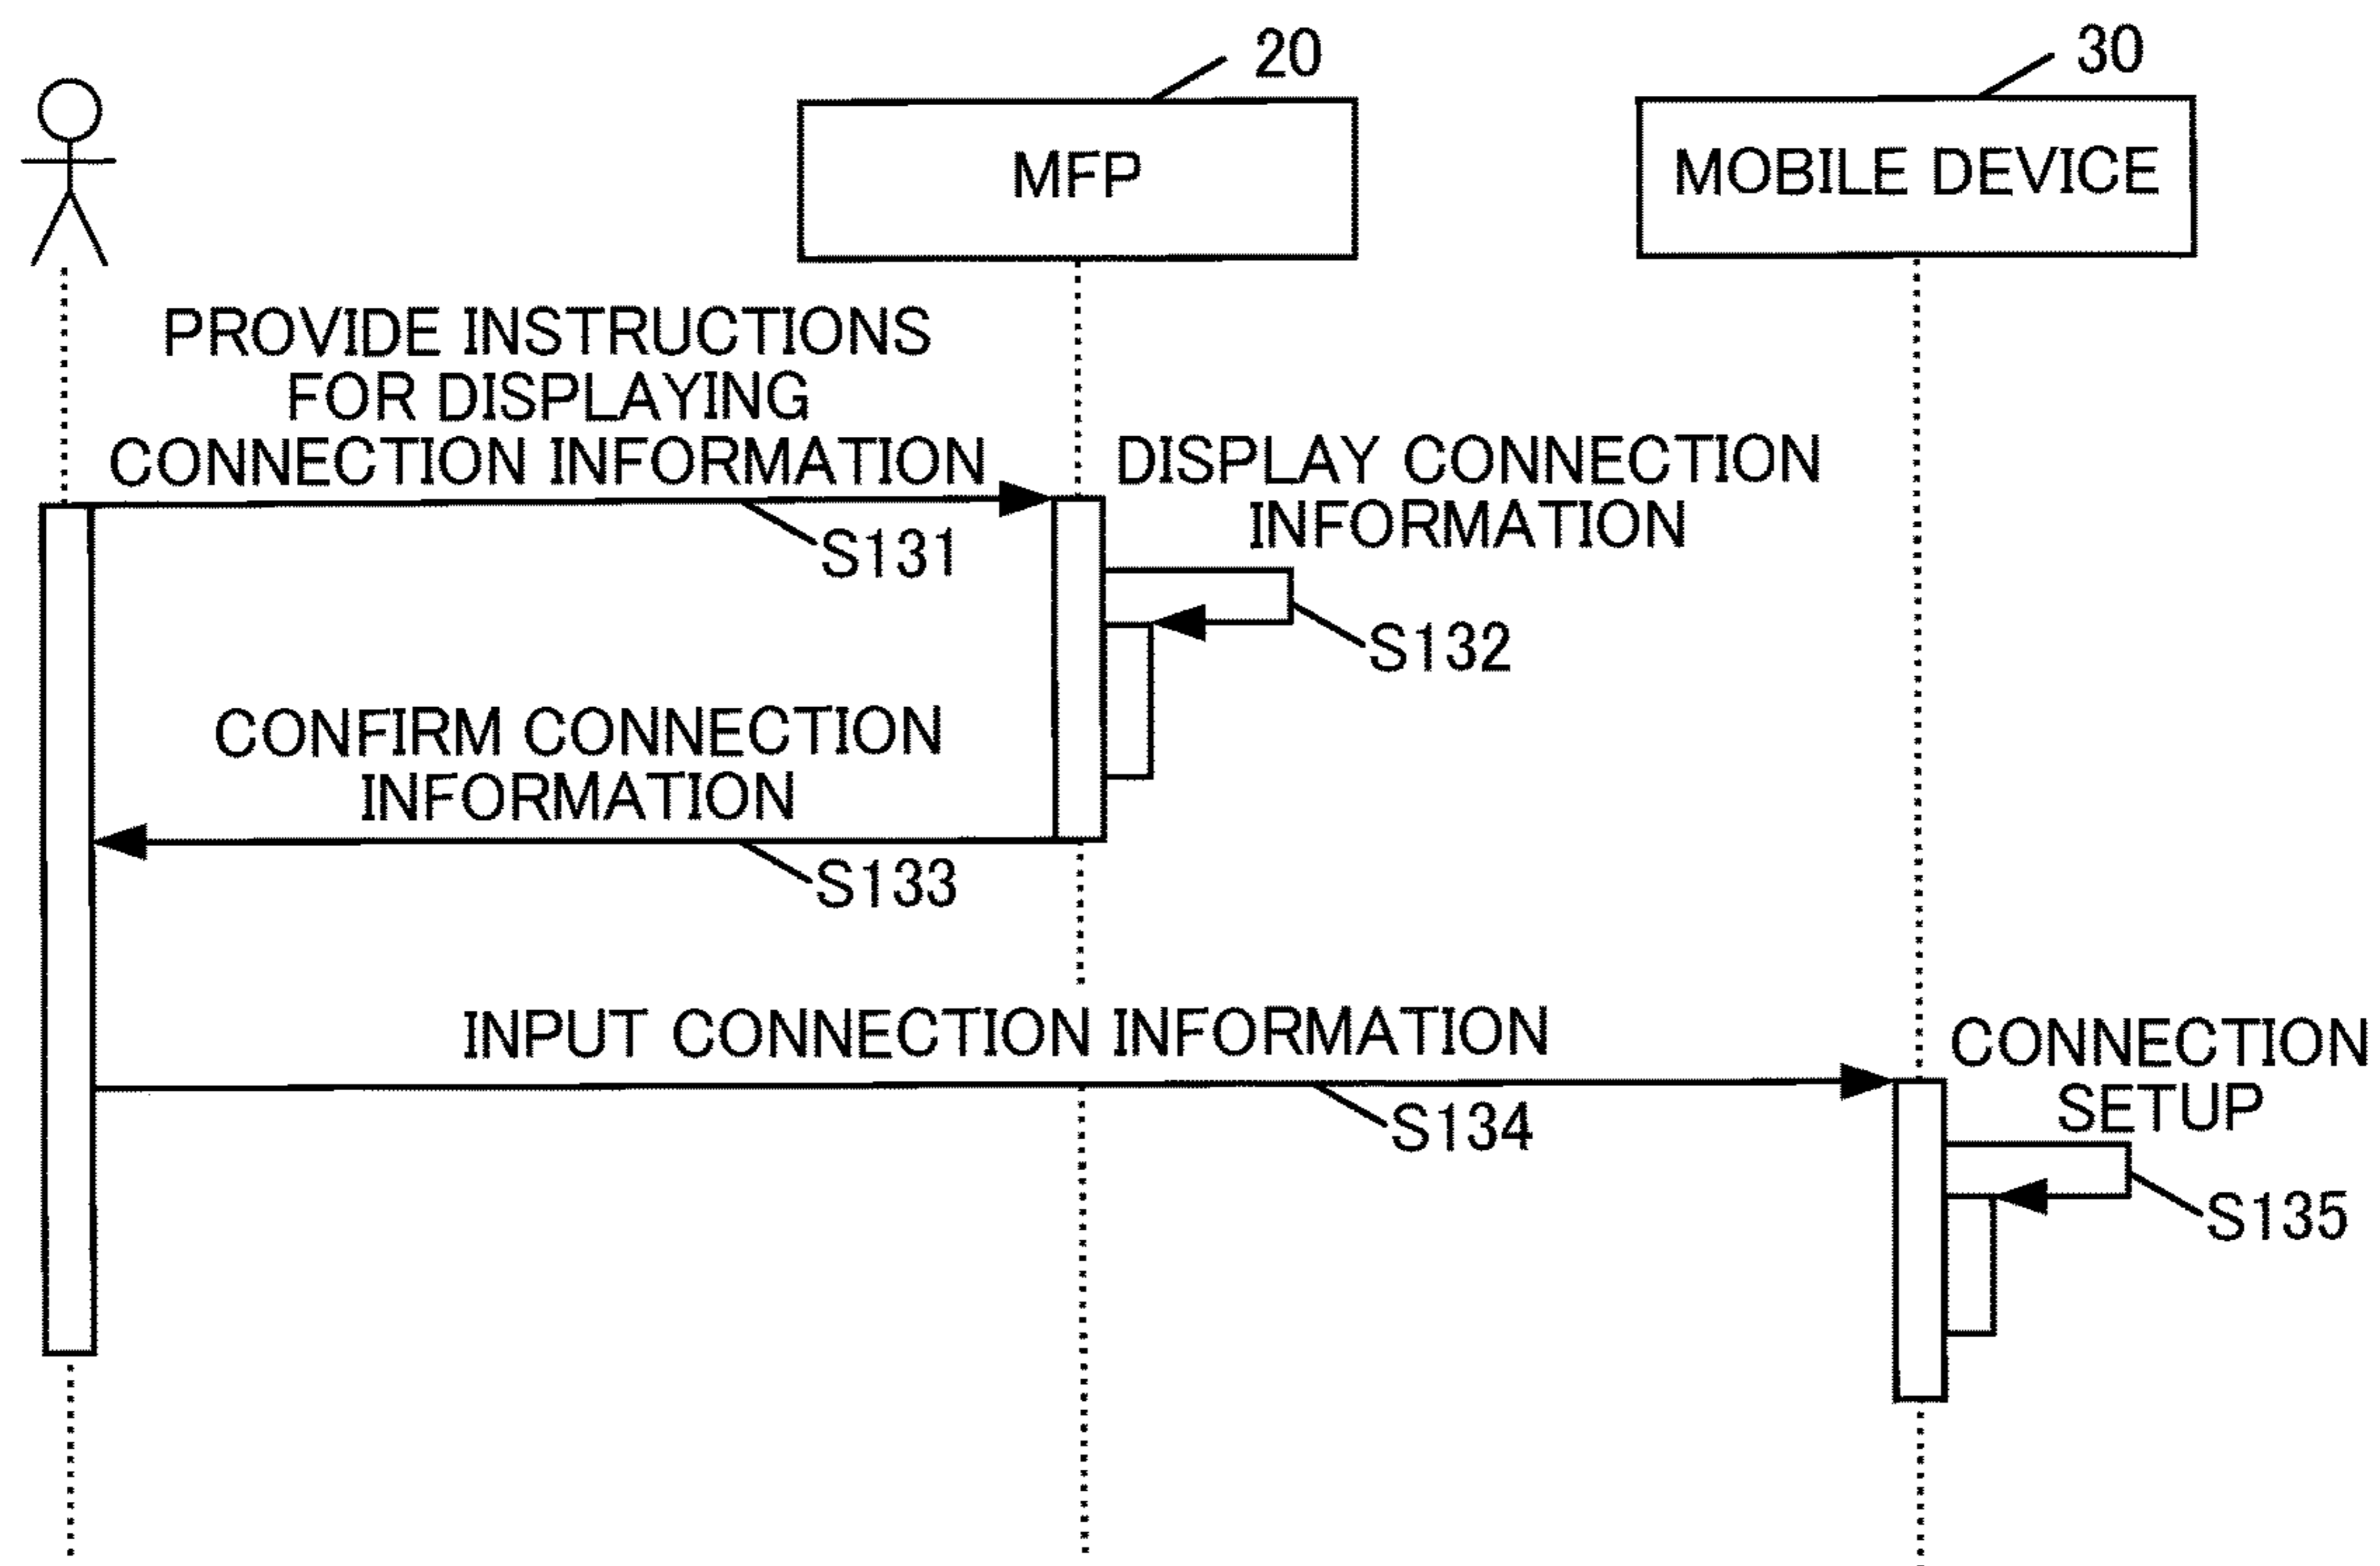 20
30
MFP
MOBILE DEVICE
PROVIDE INSTRUCTIONS
FOR DISPLAYING
CONNECTION INFORMATION
DISPLAY CONNECTION
INFORMATION
S131
S132
CONFIRM CONNECTION
INFORMATION
S133
INPUT CONNECTION INFORMATION
CONNECTION
SETUP
S134
S135